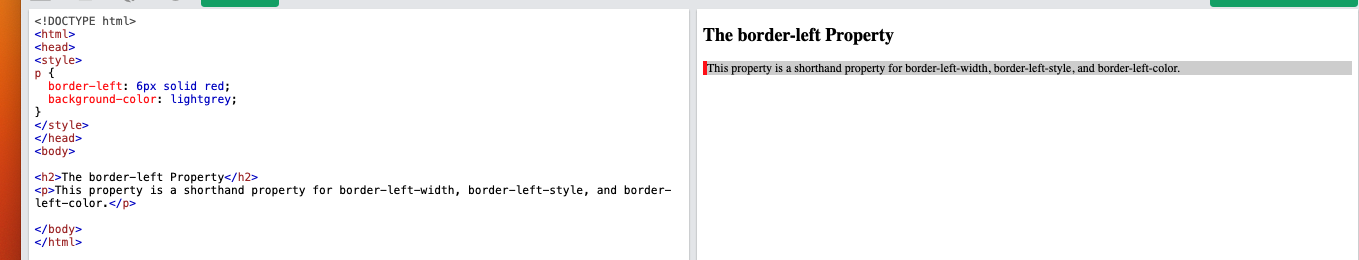 <!DOCTYPE html>
<html>
<head>
<style>
p {
  border-left: 6px solid red;
  background-color: lightgrey;
}
</style>
</head>
<body>

<h2>The border-left Property</h2>
<p>This property is a shorthand property for border-left-width, border-left-style, and border-
left-color.</p>

</body>
</html>
The border-left Property
This property is a shorthand property for border-left-width, border-left-style, and border-left-color.